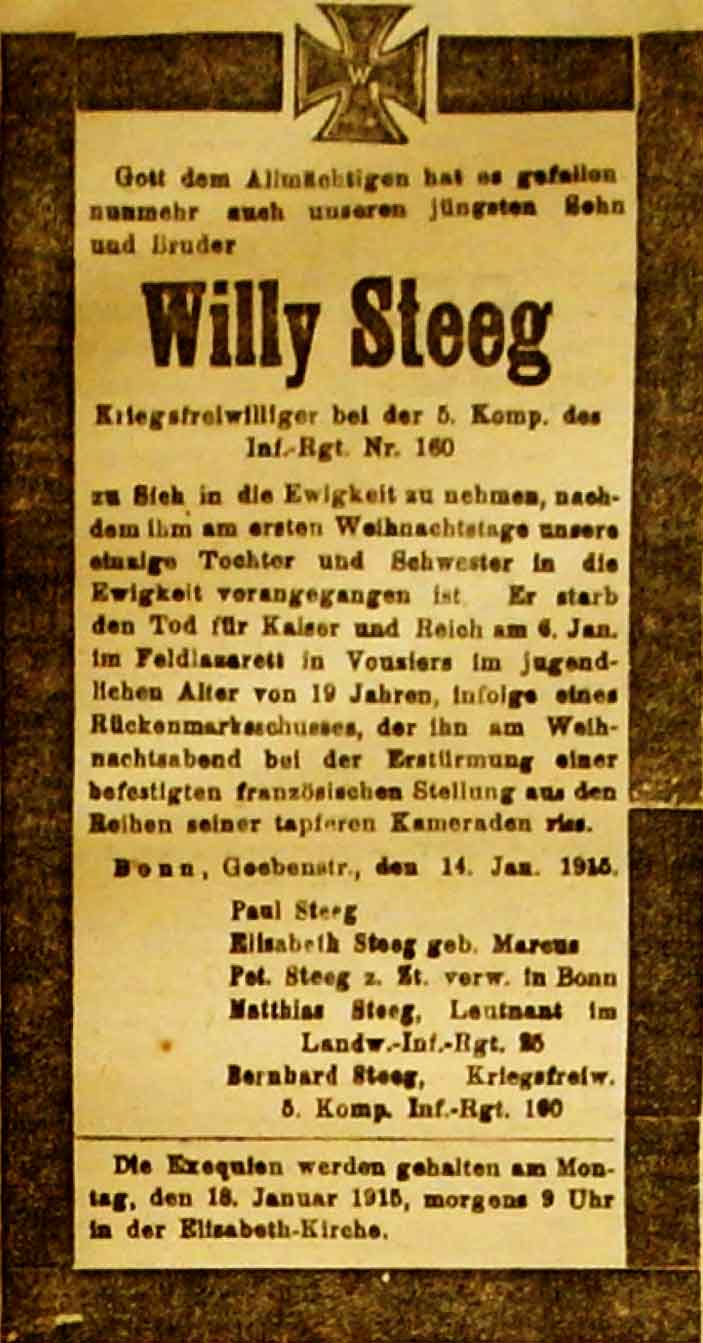 W
Gott dem Allmächtigen hat es gefallen
nunmehr auch unseren jüngsten Sohn
und Bruder
Willy Steeg
Kriegsfreiwilliger bei der 5. Komp. des
Inf.-Rgt. Nr. 160
zu Sich in die Ewigkeit zu nehmen, nach-
dem ihm am ersten Weihnachtstage unsere
einzige Tochter und Schwester in die
Ewigkeit vorangegangen ist. Er starb
den Tod für Kaiser und Reich am 6. Jan.
im Feldlazarett in Vousiers im jugend-
lichen Alter von 19 Jahren, infolge eines
Rückenmarksschusses, der ihn am Weih-
nachtsabend bei der Erstürmung einer
befestigten französischen Stellung aus den
Reihen seiner tapferen Kameraden riss.
Bonn, Goebenstr., den 14. Jan. 1915.
Paul Steeg
Elisabeth Steeg geb. Marcus
Pet. Steeg z. Zt. verw. in Bonn
Matthias Steeg, Leutnant im
Landw.-Inf.-Rgt. 25
Bernhard Steeg, Kriegsfreiw.
5. Komp. Inf.-Rgt. 160
Die Exequien werden gehalten am Mon-
tag, den 18. Januar 1915, morgens 9 Uhr
in der Elisabeth-Kirche.